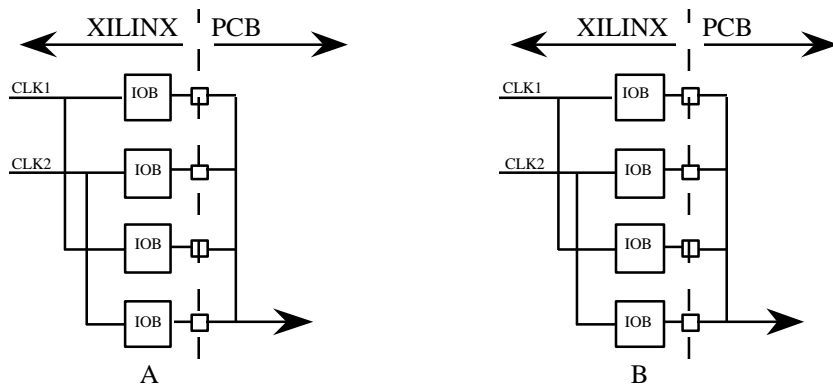 XILINX PCB
CLK1 IOB
CLK2 IOB
IOB
IOB
A
XILINX PCB
CLK1 IOB
CLK2 IOB
IOB
IOB
B